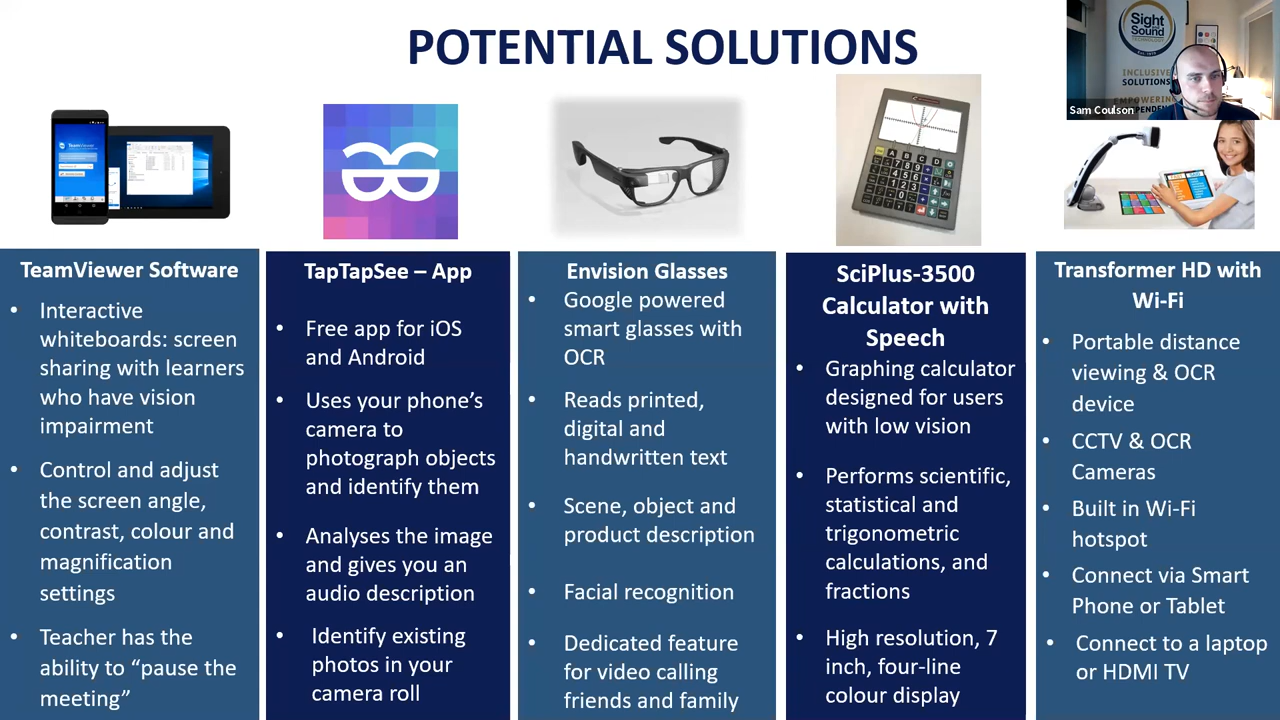 POTENTIAL SOLUTIONS
Sight
and
Sound
TECHNOLOGY
INCLUSIVE
SOLUTIONS
EMPOWERING
Sam Coulson
TeamViewer
TeamViewer Software
• Interactive
whiteboards: screen
sharing with learners
who have vision
impairment
• Control and adjust
the screen angle,
contrast, colour and
magnification
settings
• Teacher has the
ability to “pause the
meeting”
TapTapSee – App
• Free app for iOS
and Android
• Uses your phone’s
camera to
photograph objects
and identify them
• Analyses the image
and gives you an
audio description
• Identify existing
photos in your
camera roll
Envision Glasses
• Google powered
smart glasses with
OCR
• Reads printed,
digital and
handwritten text
• Scene, object and
product description
• Facial recognition
• Dedicated feature
for video calling
friends and family
SciPlus-3500
Calculator with
Speech
• Graphing calculator
designed for users
with low vision
• Performs scientific,
statistical and
trigonometric
calculations, and
fractions
• High resolution, 7
inch, four-line
colour display
Transformer HD with
Wi-Fi
• Portable distance
viewing & OCR
device
• CCTV & OCR
Cameras
• Built in Wi-Fi
hotspot
• Connect via Smart
Phone or Tablet
• Connect to a laptop
or HDMI TV